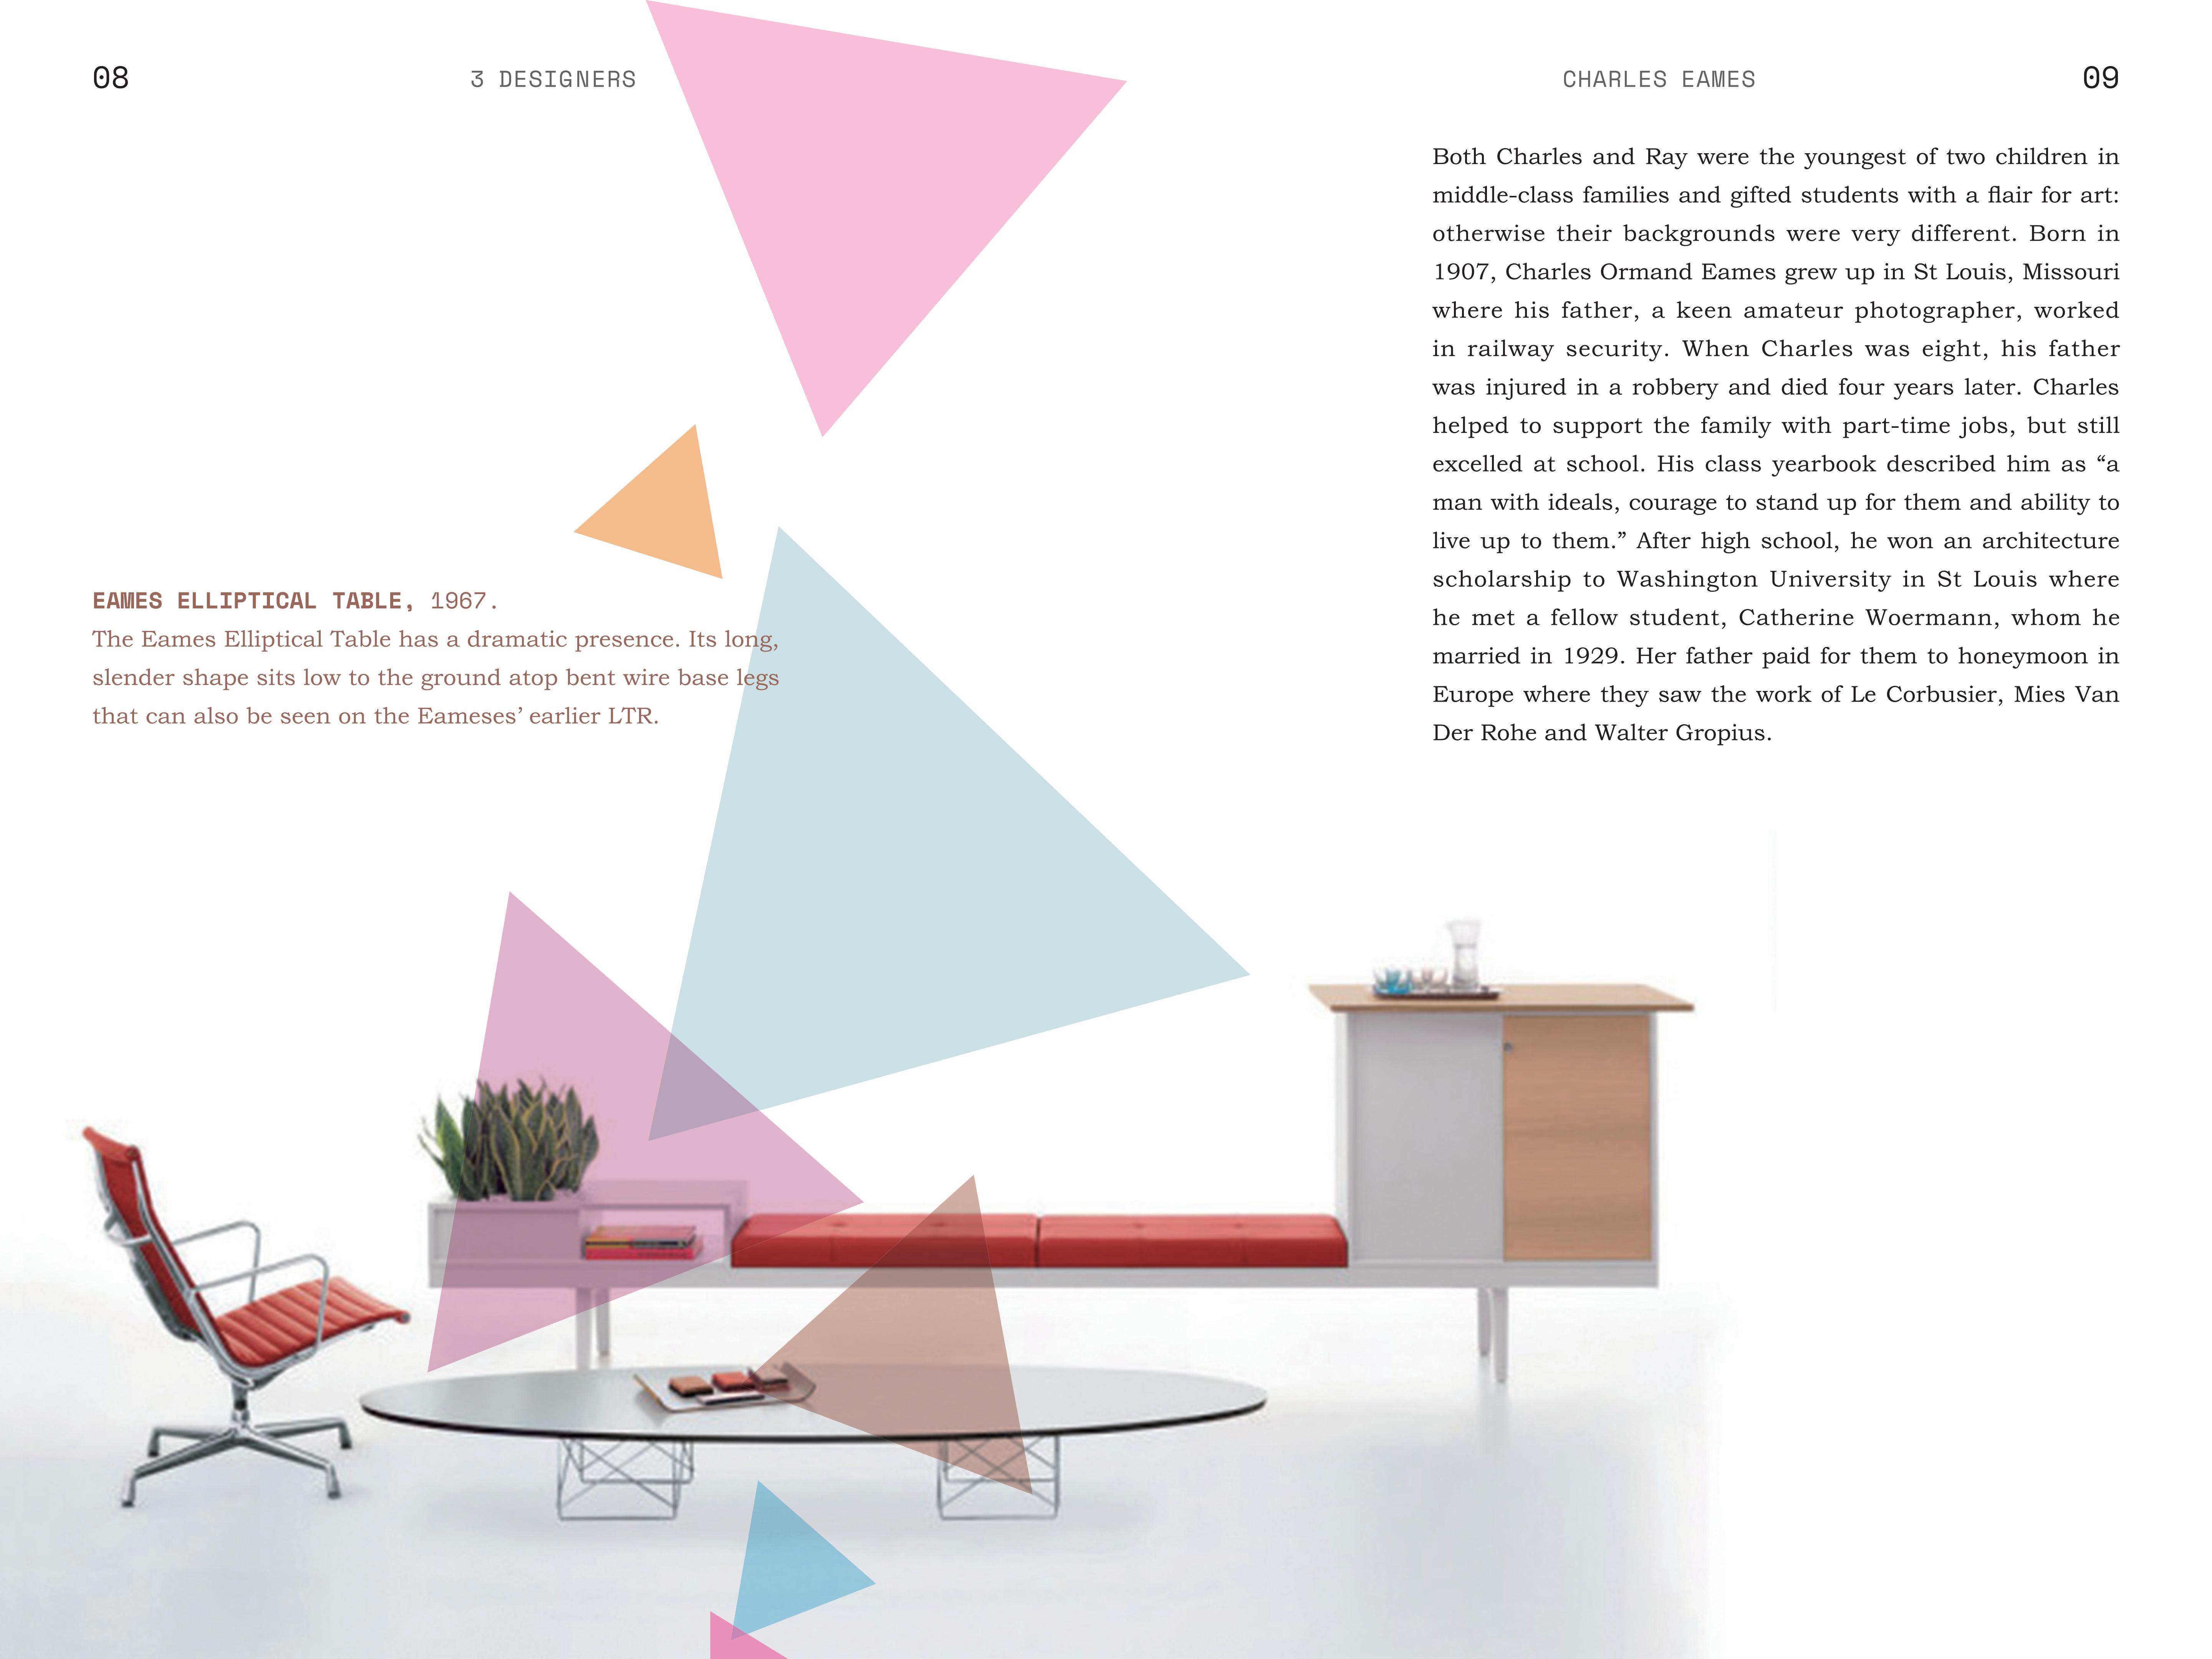 08
3 DESIGNERS
CHARLES EAMES
09
EAMES ELLIPTICAL TABLE, 1967.
The Eames Elliptical Table has a dramatic presence. Its long,
slender shape sits low to the ground atop bent wire base legs
that can also be seen on the Eameses’ earlier LTR.
Both Charles and Ray were the youngest of two children in
middle-class families and gifted students with a flair for art:
otherwise their backgrounds were very different. Born in
1907, Charles Ormand Eames grew up in St Louis, Missouri
where his father, a keen amateur photographer, worked
in railway security. When Charles was eight, his father
was injured in a robbery and died four years later. Charles
helped to support the family with part-time jobs, but still
excelled at school. His class yearbook described him as “a
man with ideals, courage to stand up for them and ability to
live up to them.” After high school, he won an architecture
scholarship to Washington University in St Louis where
he met a fellow student, Catherine Woermann, whom he
married in 1929. Her father paid for them to honeymoon in
Europe where they saw the work of Le Corbusier, Mies Van
Der Rohe and Walter Gropius.